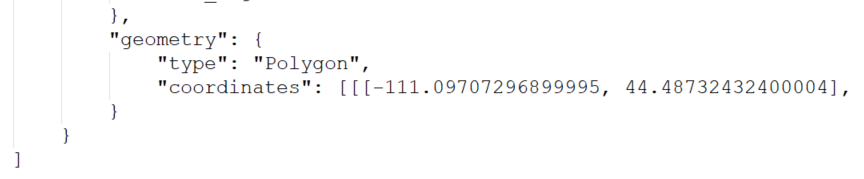 },
"geometry": {
"type": "Polygon",
"coordinates": [[[-111.09707296899995, 44.48732432400004],
}
}
]